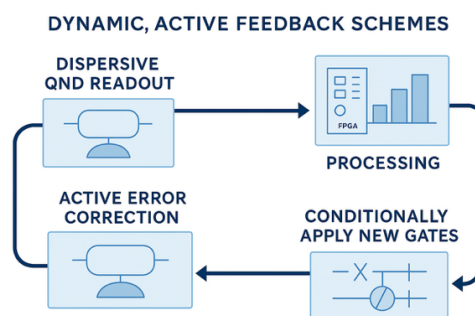 DYNAMIC, ACTIVE FEEDBACK SCHEMES
DISPERSIVE
QND READOUT
FPGA
PROCESSING
ACTIVE ERROR
CORRECTION
CONDITIONALLY
APPLY NEW GATES
X